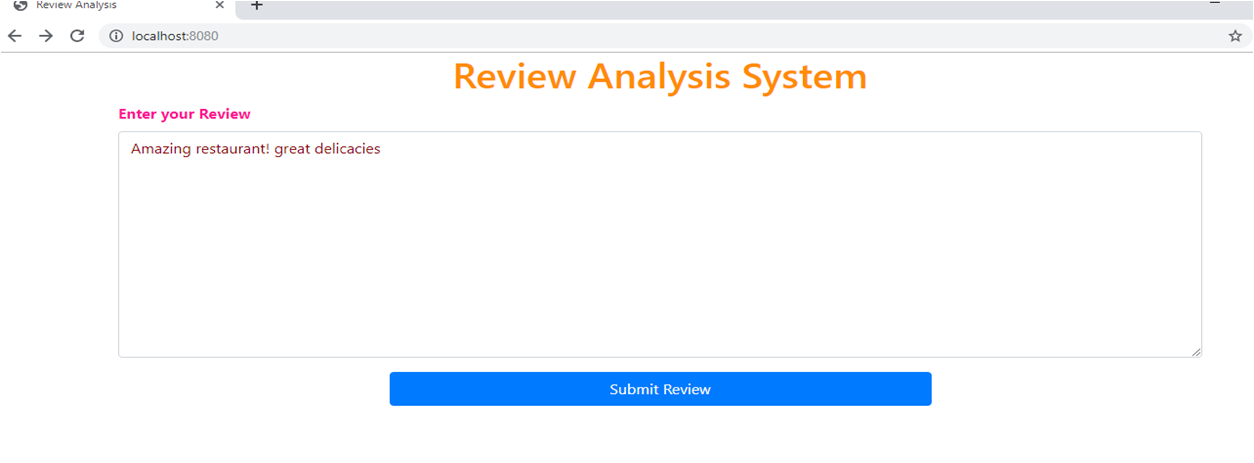 Review Analysis
localhost:8080
Review Analysis System
Enter your Review
Amazing restaurant! great delicacies
Submit Review